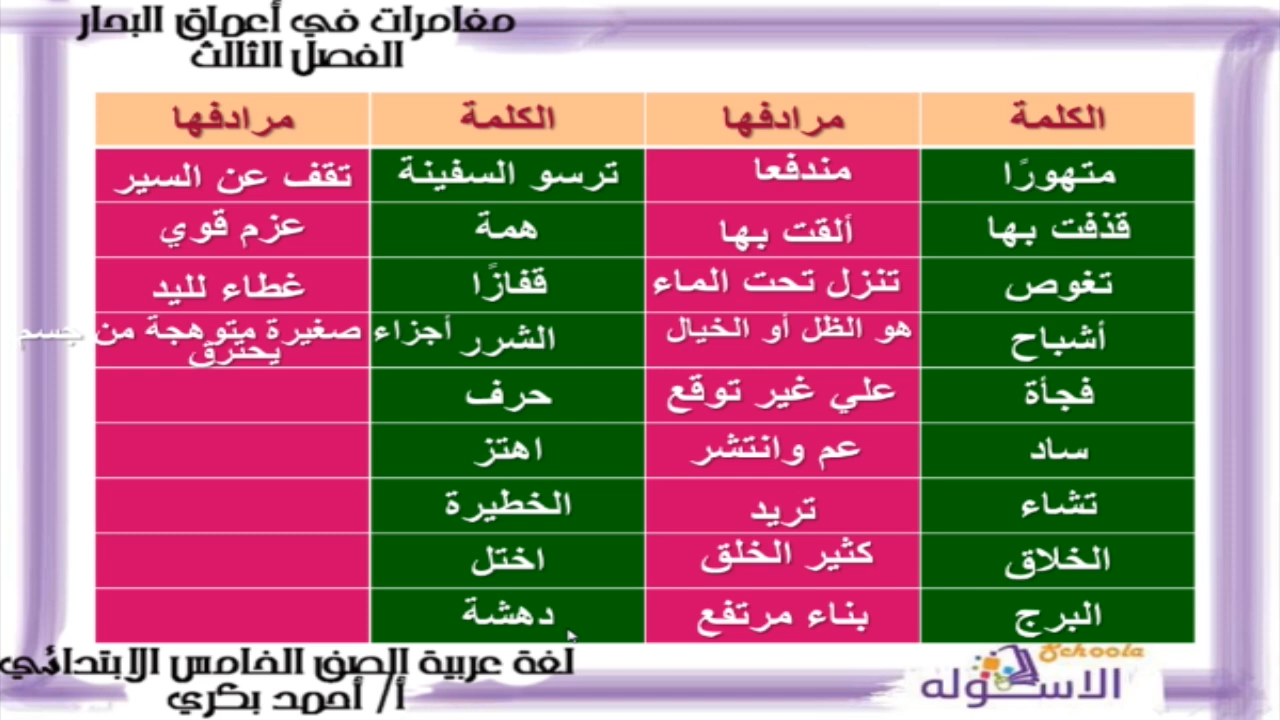 مغامرات في أعماق البحار
الفصل الثالث
الكلمة مرادفها الكلمة مرادفها
متهورًا مندفعا ترسو السفينة تقف عن السير
قذفت بها ألقت بها همة عزم قوي
تغوص تنزل تحت الماء قفازًا غطاء لليد
أشباح هو الظل أو الخيال الشرر أجزاء صغيرة متوهجة من جسم
يحترق
فجأة علي غير توقع حرف
ساد عم وانتشر اهتز
تشاء تريد الخطيرة
الخلاق كثير الخلق اختل
البرج بناء مرتفع دهشة
Schoola
الاسكوله
لغة عربية الصف الخامس الابتدائي
أ/ أحمد بكري